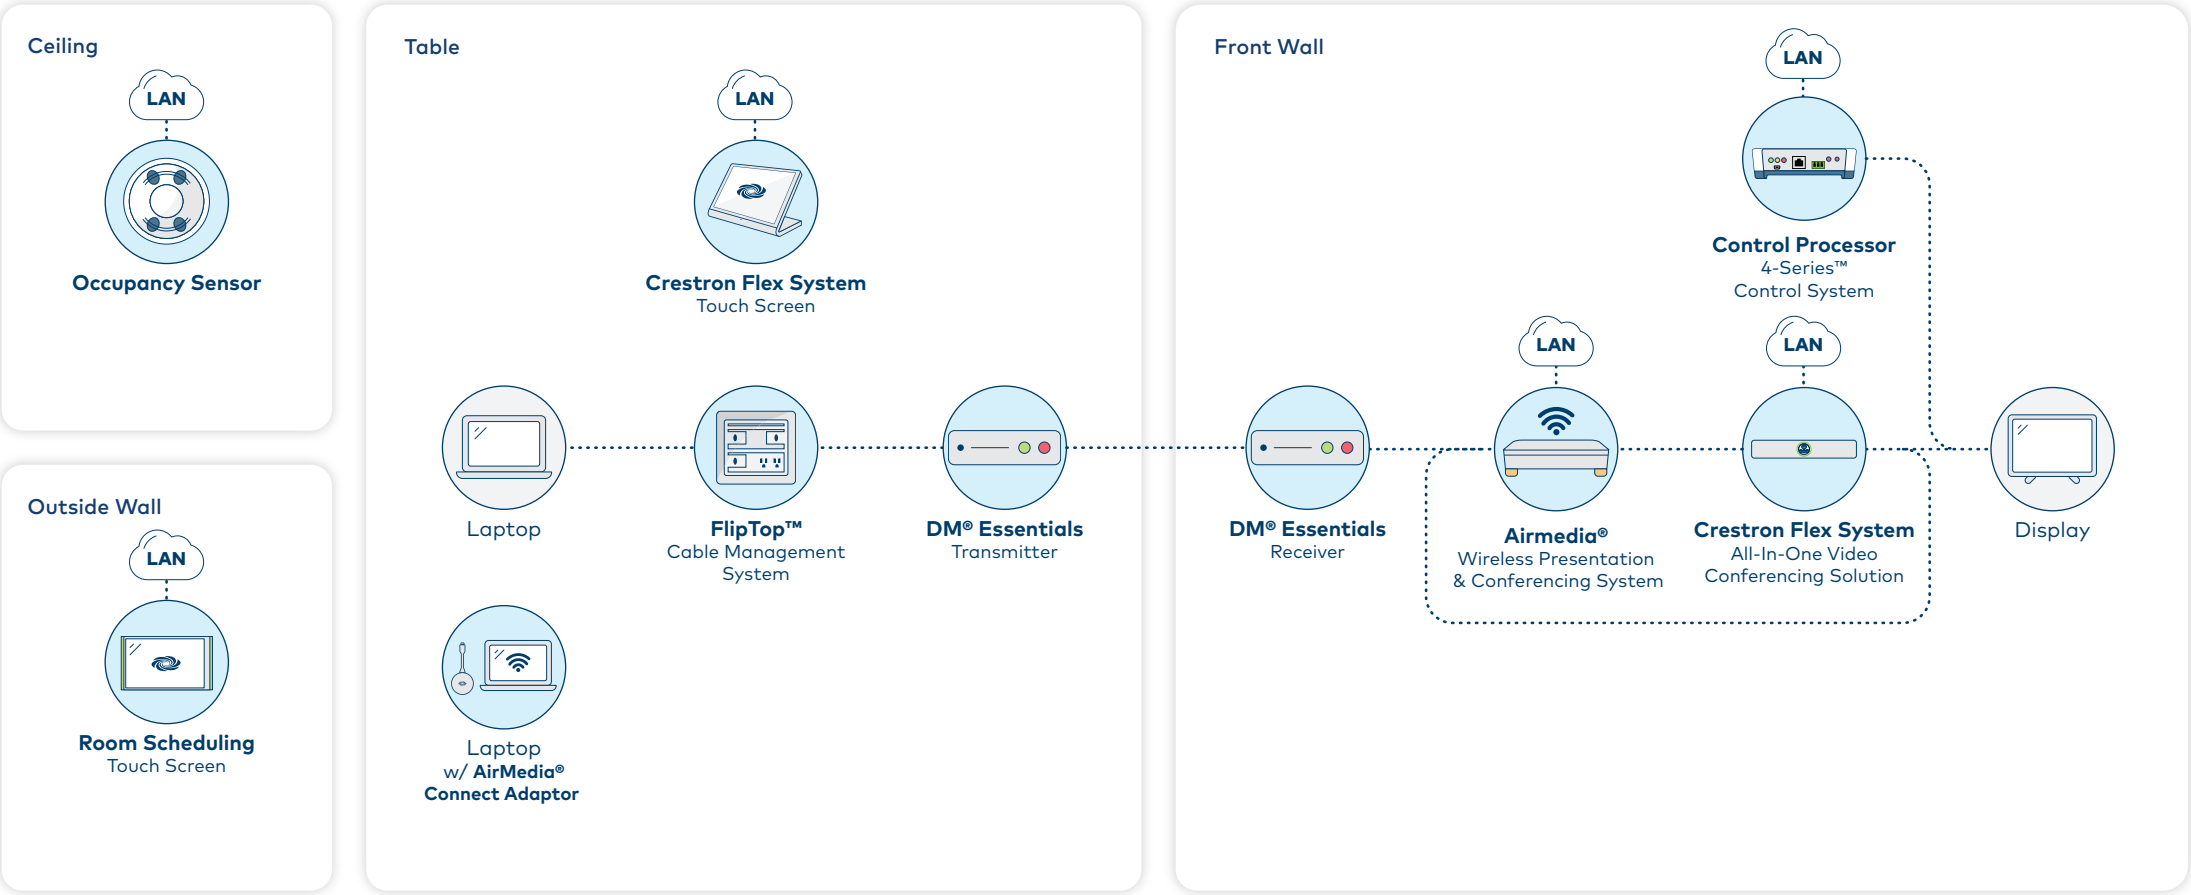 Ceiling
LAN
Occupancy Sensor
Outside Wall
LAN
Room Scheduling
Touch Screen
Table
LAN
Crestron Flex System
Touch Screen
Laptop
FlipTop™
Cable Management
System
DM® Essentials
Transmitter
Laptop
w/ AirMedia®
Connect Adaptor
Front Wall
LAN
Control Processor
4-Series™
Control System
DM® Essentials
Receiver
LAN
Airmedia®
Wireless Presentation
& Conferencing System
LAN
Crestron Flex System
All-In-One Video
Conferencing Solution
Display